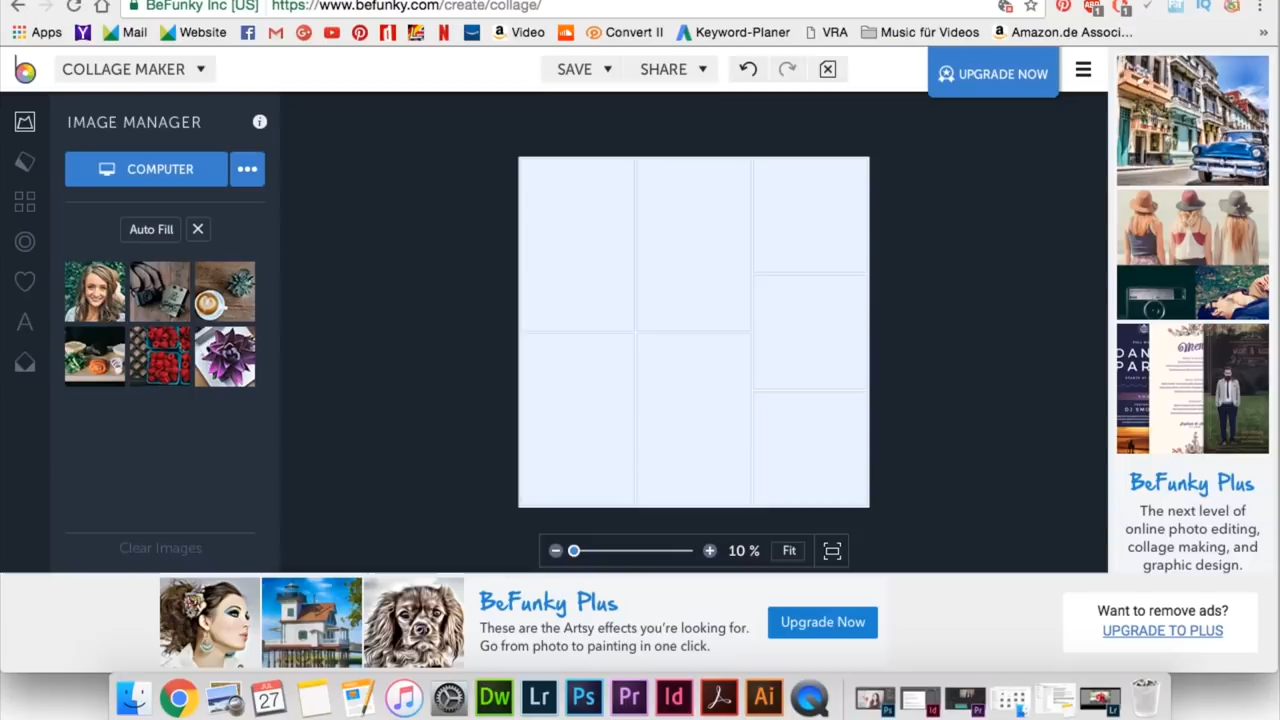 BeFunky Inc [US]
https://www.befunky.com/create/collage/
Apps
Mail
Website
Video
Convert II
Keyword-Planer
VRA
Musik für Videos
Amazon.de Associ...
»
COLLAGE MAKER
SAVE
SHARE
UPGRADE NOW
IMAGE MANAGER
COMPUTER
Auto Fill
Clear Images
10 %
Fit
BeFunky Plus
The next level of
online photo editing,
collage making, and
graphic design.
BeFunky Plus
These are the Artsy effects you're looking for.
Go from photo to painting in one click.
Upgrade Now
Want to remove ads?
UPGRADE TO PLUS
JUL
27
Dw
Lr
Ps
Pr
Id
Ai